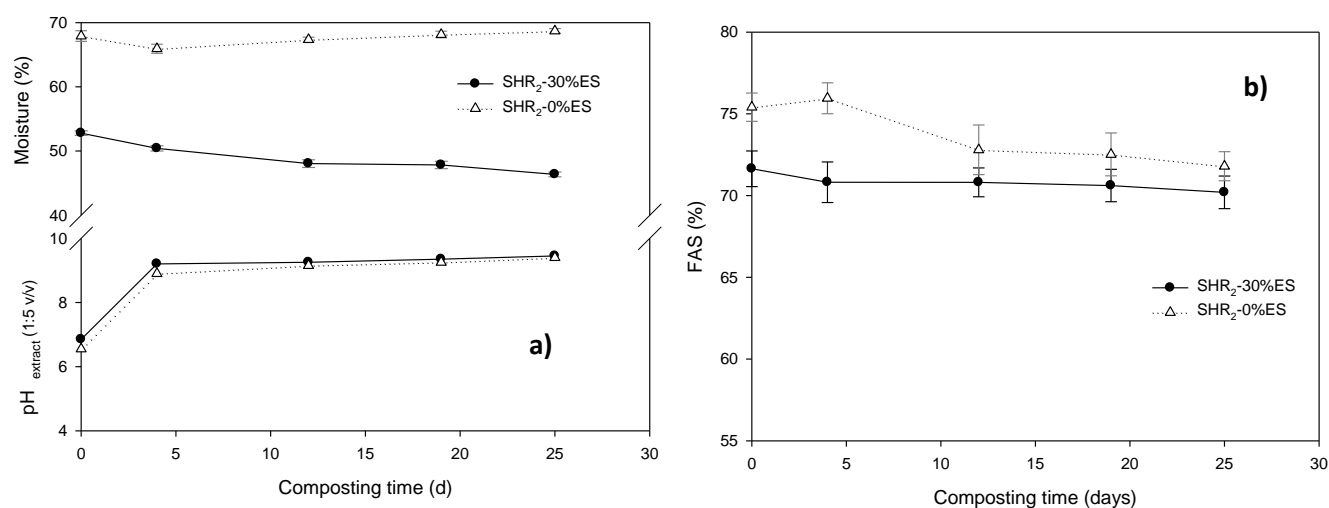 70
60
50
40
10
8
6
4
Moisture (%)
pH extract (1:5 v/v)
SHR2-30%ES
SHR2-0%ES
a)
0 5 10 15 20 25 30
Composting time (d)
80
75
70
65
60
55
FAS (%)
b)
SHR2-30%ES
SHR2-0%ES
0 5 10 15 20 25 30
Composting time (days)